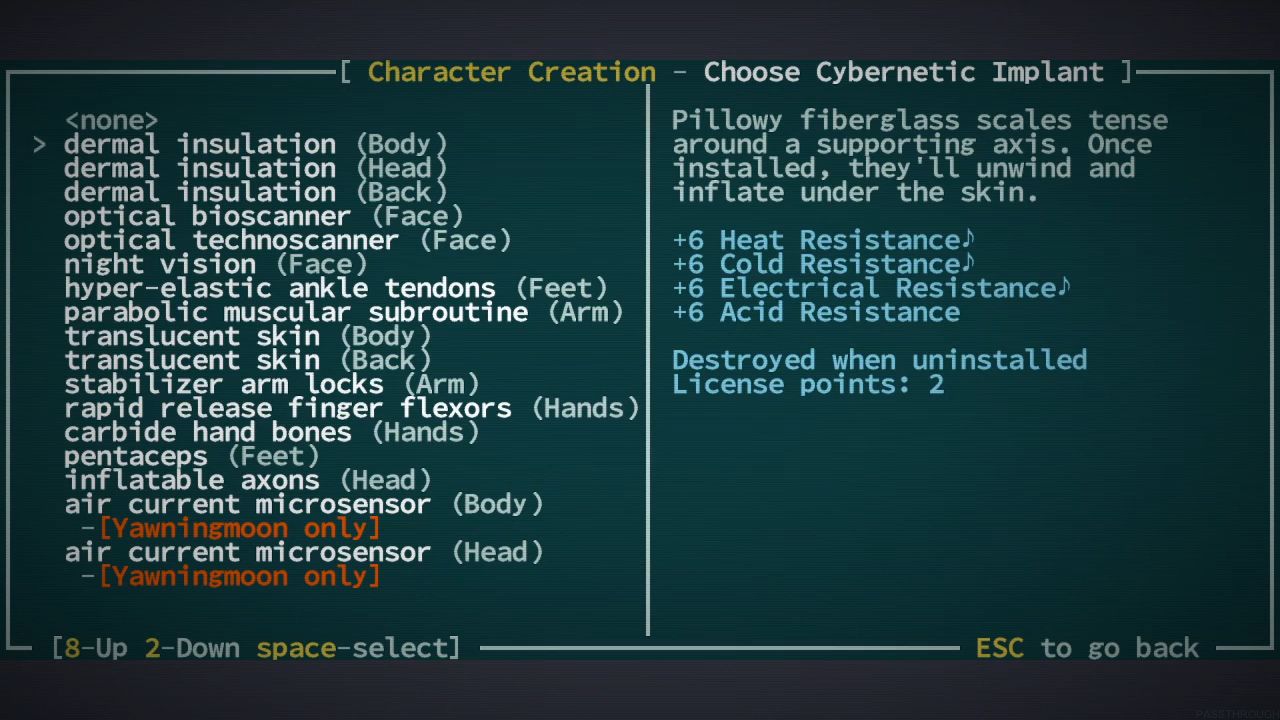 [ Character Creation - Choose Cybernetic Implant ]
<none>
> dermal insulation (Body)
dermal insulation (Head)
dermal insulation (Back)
optical bioscanner (Face)
optical technoscanner (Face)
night vision (Face)
hyper-elastic ankle tendons (Feet)
parabolic muscular subroutine (Arm)
translucent skin (Body)
translucent skin (Back)
stabilizer arm locks (Arm)
rapid release finger flexors (Hands)
carbide hand bones (Hands)
pentaceps (Feet)
inflatable axons (Head)
air current microsensor (Body)
-[Yawningmoon only]
air current microsensor (Head)
-[Yawningmoon only]
Pillowy fiberglass scales tense
around a supporting axis. Once
installed, they'll unwind and
inflate under the skin.
+6 Heat Resistance♪
+6 Cold Resistance♪
+6 Electrical Resistance♪
+6 Acid Resistance
Destroyed when uninstalled
License points: 2
[8-Up 2-Down space-select]
ESC to go back